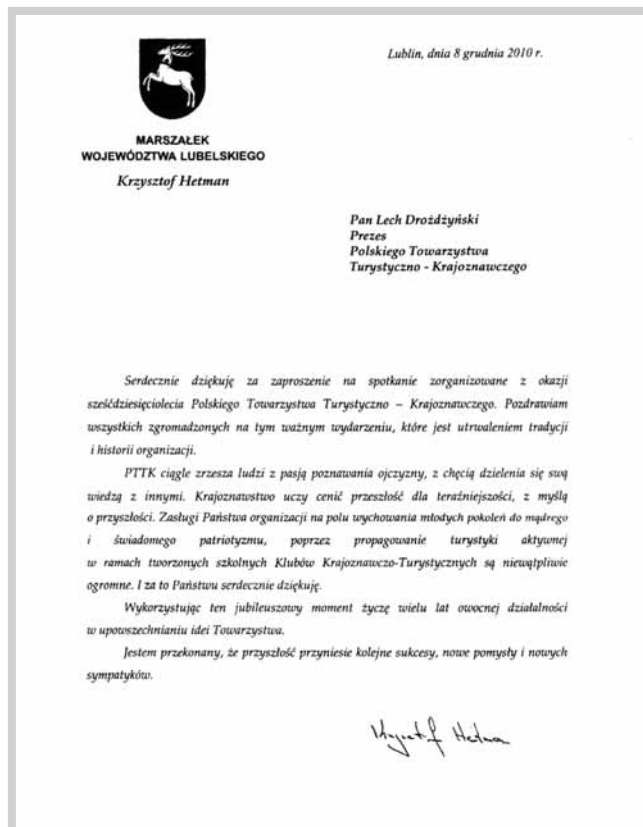 Lublin, dnia 8 grudnia 2010 r.
MARSZAŁEK
WOJEWÓDZTWA LUBELSKIEGO
Krzysztof Hetman
Pan Lech Drożdżyński
Prezes
Polskiego Towarzystwa
Turystyczno - Krajoznawczego
Serdecznie dziękuję za zaproszenie na spotkanie zorganizowane z okazji
sześćdziesięciolecia Polskiego Towarzystwa Turystyczno – Krajoznawczego. Pozdrawiam
wszystkich zgromadzonych na tym ważnym wydarzeniu, które jest utrwaleniem tradycji
i historii organizacji.
PTTK ciągle zrzesza ludzi z pasją poznawania ojczyzny, z chęcią dzielenia się swą
wiedzą z innymi. Krajoznawstwo uczy cenić przeszłość dla teraźniejszości, z myślą
o przyszłości. Zasługi Państwa organizacji na polu wychowania młodych pokoleń do mądrego
i świadomego patriotyzmu, poprzez propagowanie turystyki aktywnej
w ramach tworzonych szkolnych Klubów Krajoznawczo-Turystycznych są niewątpliwie
ogromne. I za to Państwu serdecznie dziękuję.
Wykorzystując ten jubileuszowy moment życzę wielu lat owocnej działalności
w upowszechnianiu idei Towarzystwa.
Jestem przekonany, że przyszłość przyniesie kolejne sukcesy, nowe pomysły i nowych
sympatyków.
Krzysztof Hetman